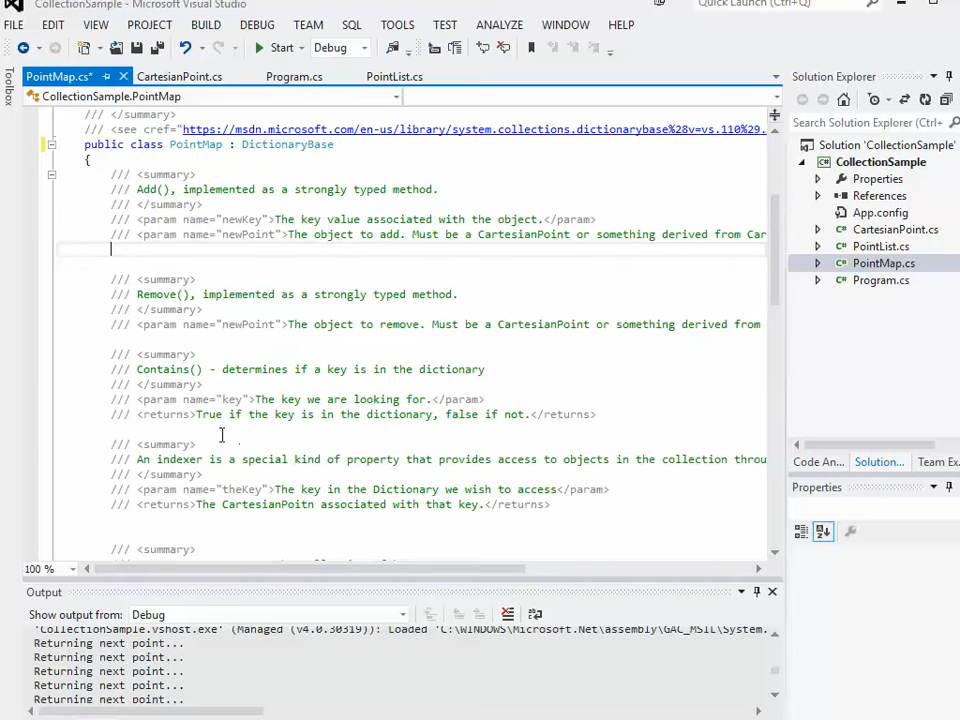 CollectionSample - Microsoft Visual Studio
Quick Launch (Ctrl+Q)
FILE EDIT VIEW PROJECT BUILD DEBUG TEAM SQL TOOLS TEST ANALYZE WINDOW HELP
Start Debug
Toolbox
PointMap.cs* CartesianPoint.cs Program.cs PointList.cs
CollectionSample.PointMap
/// </summary>
/// <see cref="https://msdn.microsoft.com/en-us/library/system.collections.dictionarybase%28v=vs.110%29.
public class PointMap : DictionaryBase
{
/// <summary>
/// Add(), implemented as a strongly typed method.
/// </summary>
/// <param name="newKey">The key value associated with the object.</param>
/// <param name="newPoint">The object to add. Must be a CartesianPoint or something derived from Car
/// <summary>
/// Remove(), implemented as a strongly typed method.
/// </summary>
/// <param name="newPoint">The object to remove. Must be a CartesianPoint or something derived from
/// <summary>
/// Contains() - determines if a key is in the dictionary
/// </summary>
/// <param name="key">The key we are looking for.</param>
/// <returns>True if the key is in the dictionary, false if not.</returns>
/// <summary>
/// An indexer is a special kind of property that provides access to objects in the collection throu
/// </summary>
/// <param name="theKey">The key in the Dictionary we wish to access</param>
/// <returns>The CartesianPoitn associated with that key.</returns>
/// <summary>
100 %
Solution Explorer
Search Solution Explorer (Ctrl+
Solution 'CollectionSample'
CollectionSample
Properties
References
App.config
CartesianPoint.cs
PointList.cs
PointMap.cs
Program.cs
Code An... Solution... Team Ex
Properties
Output
Show output from: Debug
'CollectionSample.vshost.exe' (Managed (v4.0.30319)): Loaded 'C:\WINDOWS\Microsoft.Net\assembly\GAC_MSIL\System.
Returning next point...
Returning next point...
Returning next point...
Returning next point...
Returning next point...